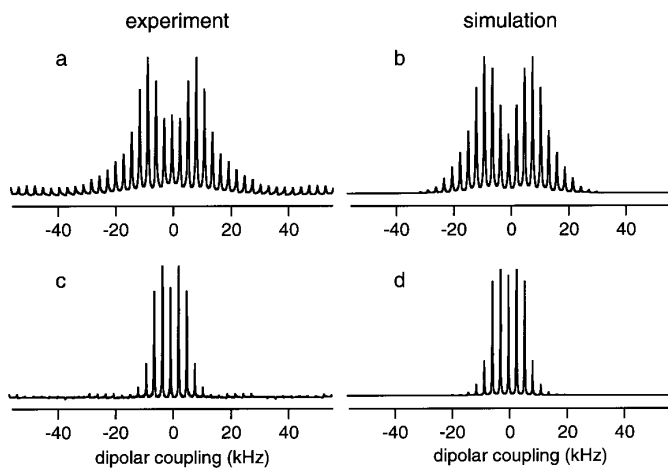 experiment simulation
a b
-40 -20 0 20 40 -40 -20 0 20 40
c d
-40 -20 0 20 40 -40 -20 0 20 40
dipolar coupling (kHz) dipolar coupling (kHz)